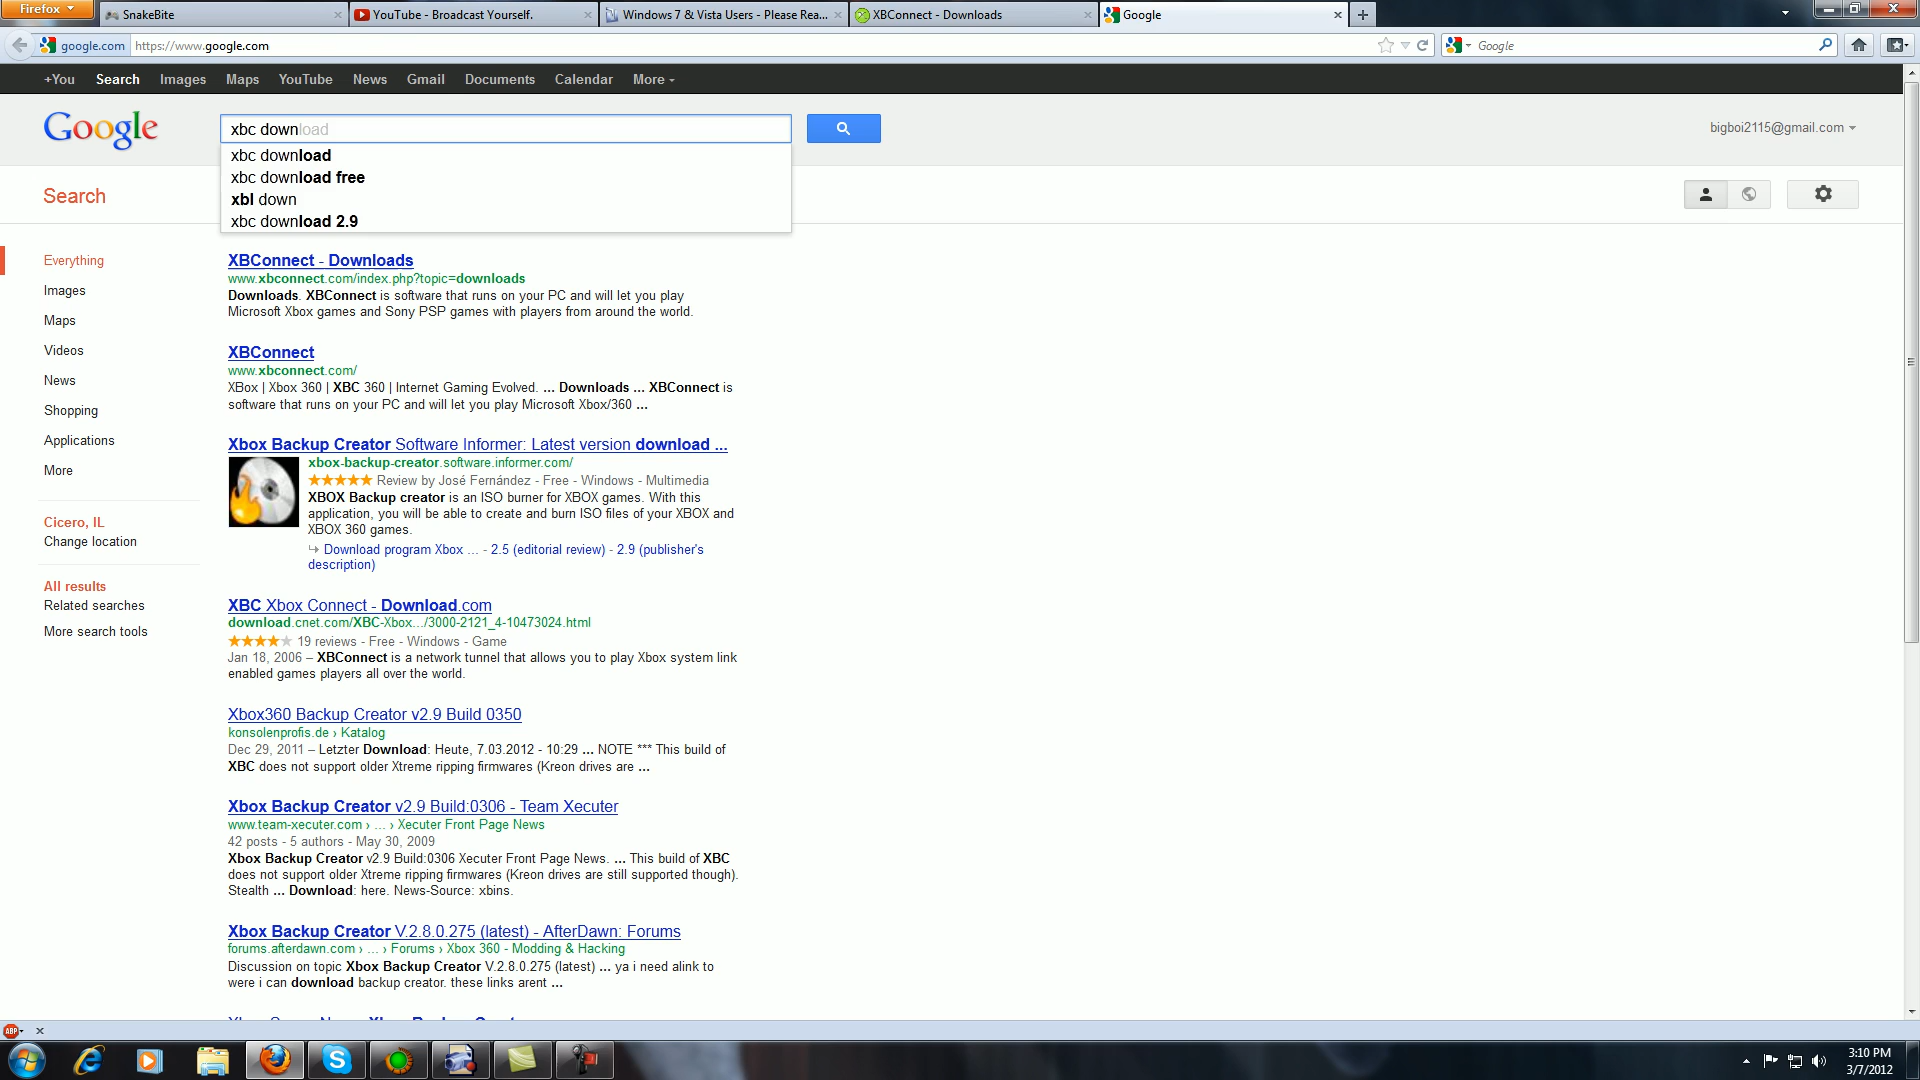 Firefox
SnakeBite
YouTube - Broadcast Yourself.
Windows 7 & Vista Users - Please Rea...
XBConnect - Downloads
Google
google.com
https://www.google.com
Google
+You Search Images Maps YouTube News Gmail Documents Calendar More
Google
xbc download
bigboi2115@gmail.com
xbc download
xbc download free
xbl down
xbc download 2.9
Search
Everything
Images
Maps
Videos
News
Shopping
Applications
More
Cicero, IL
Change location
All results
Related searches
More search tools
XBConnect - Downloads
www.xbconnect.com/index.php?topic=downloads
Downloads. XBConnect is software that runs on your PC and will let you play
Microsoft Xbox games and Sony PSP games with players from around the world.
XBConnect
www.xbconnect.com/
XBox | Xbox 360 | XBC 360 | Internet Gaming Evolved. ... Downloads ... XBConnect is
software that runs on your PC and will let you play Microsoft Xbox/360 ...
Xbox Backup Creator Software Informer: Latest version download ...
xbox-backup-creator.software.informer.com/
Review by José Fernández - Free - Windows - Multimedia
XBOX Backup creator is an ISO burner for XBOX games. With this
application, you will be able to create and burn ISO files of your XBOX and
XBOX 360 games.
Download program Xbox ... - 2.5 (editorial review) - 2.9 (publisher's
description)
XBC Xbox Connect - Download.com
download.cnet.com/XBC-Xbox.../3000-2121_4-10473024.html
19 reviews - Free - Windows - Game
Jan 18, 2006 – XBConnect is a network tunnel that allows you to play Xbox system link
enabled games players all over the world.
Xbox360 Backup Creator v2.9 Build 0350
konsolenprofis.de › Katalog
Dec 29, 2011 – Letzter Download: Heute, 7.03.2012 - 10:29 ... NOTE *** This build of
XBC does not support older Xtreme ripping firmwares (Kreon drives are ...
Xbox Backup Creator v2.9 Build:0306 - Team Xecuter
www.team-xecuter.com › ... › Xecuter Front Page News
42 posts - 5 authors - May 30, 2009
Xbox Backup Creator v2.9 Build:0306 Xecuter Front Page News. ... This build of XBC
does not support older Xtreme ripping firmwares (Kreon drives are still supported though).
Stealth ... Download: here. News-Source: xbins.
Xbox Backup Creator V.2.8.0.275 (latest) - AfterDawn: Forums
forums.afterdawn.com › ... › Forums › Xbox 360 - Modding & Hacking
Discussion on topic Xbox Backup Creator V.2.8.0.275 (latest) ... ya i need alink to
were i can download backup creator. these links arent ...
ABP
3:10 PM
3/7/2012